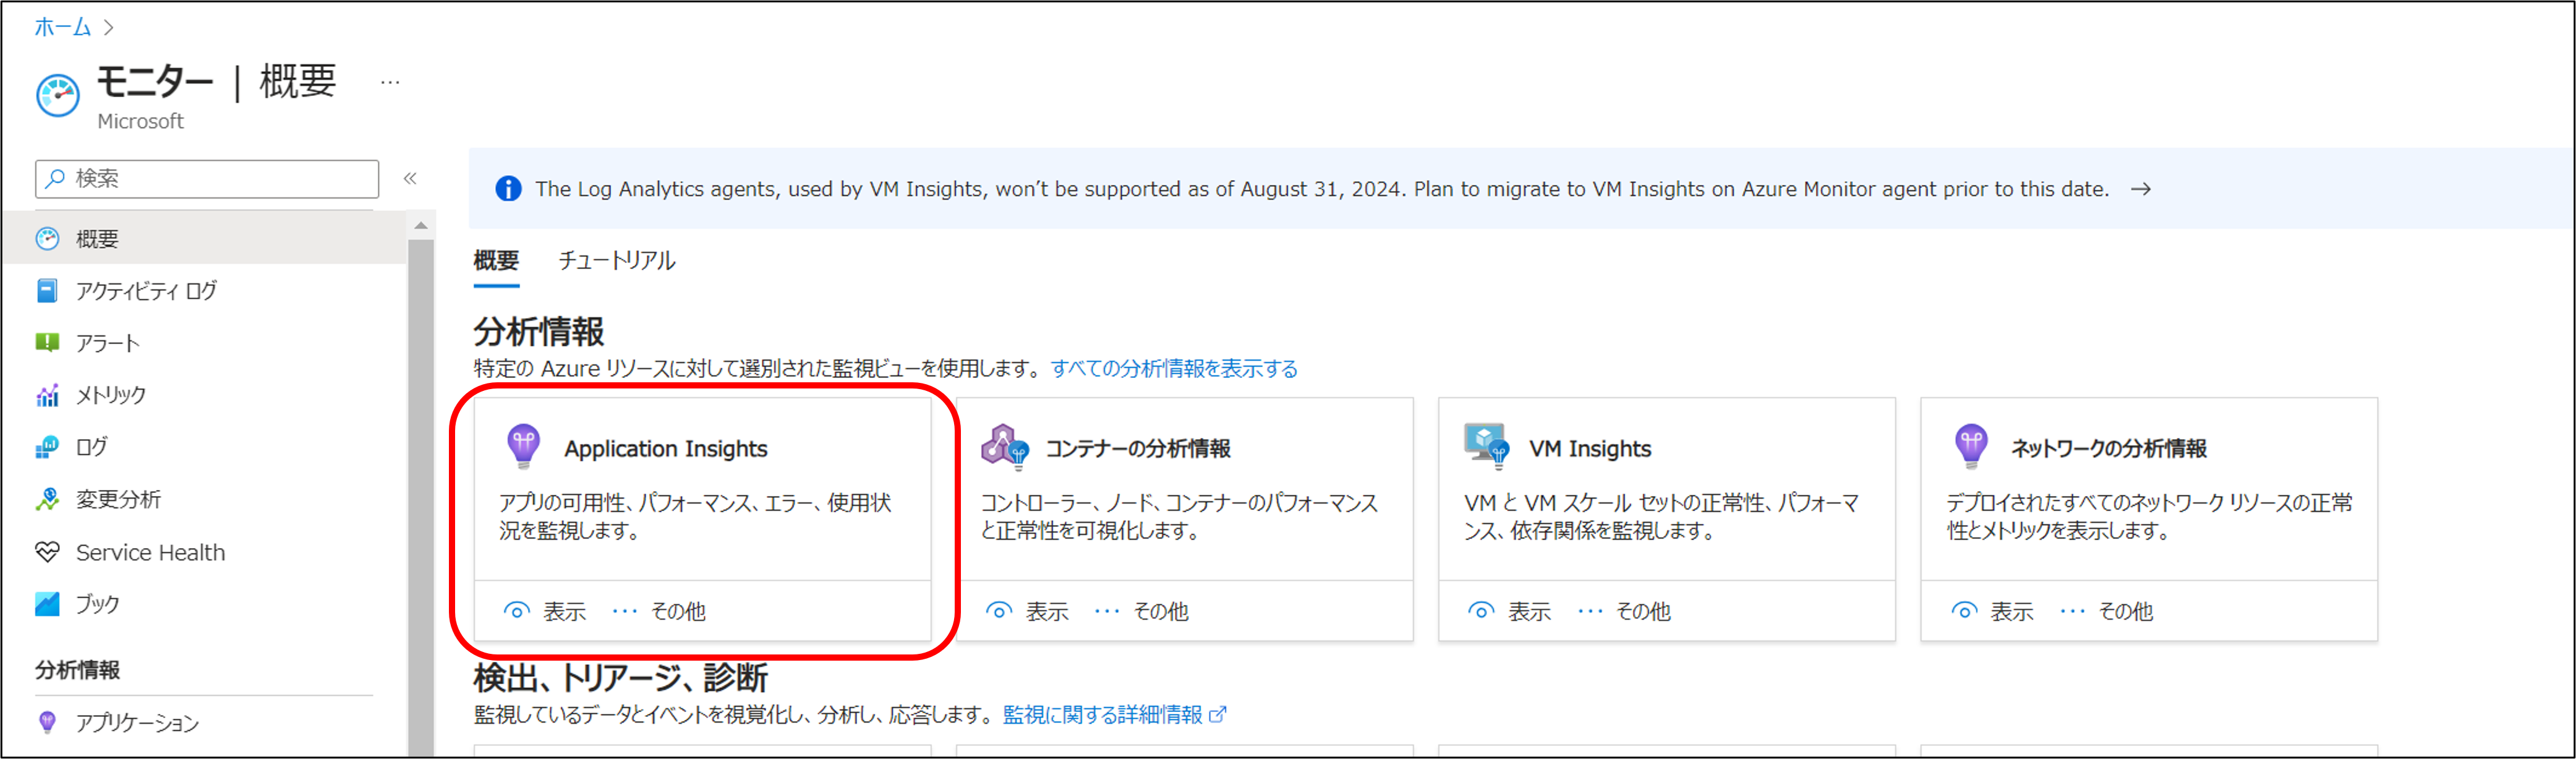 ホーム >
モニター | 概要 …
Microsoft
検索 «
概要
アクティビティ ログ
アラート
メトリック
ログ
変更分析
Service Health
ブック
分析情報
アプリケーション
The Log Analytics agents, used by VM Insights, won't be supported as of August 31, 2024. Plan to migrate to VM Insights on Azure Monitor agent prior to this date. →
概要 チュートリアル
分析情報
特定の Azure リソースに対して選別された監視ビューを使用します。 すべての分析情報を表示する
Application Insights
アプリの可用性、パフォーマンス、エラー、使用状
況を監視します。
表示 … その他
コンテナーの分析情報
コントローラー、ノード、コンテナーのパフォーマンス
と正常性を可視化します。
表示 … その他
VM Insights
VM と VM スケール セットの正常性、パフォーマ
ンス、依存関係を監視します。
表示 … その他
ネットワークの分析情報
デプロイされたすべてのネットワーク リソースの正常
性とメトリックを表示します。
表示 … その他
検出、トリアージ、診断
監視しているデータとイベントを視覚化し、分析し、応答します。 監視に関する詳細情報